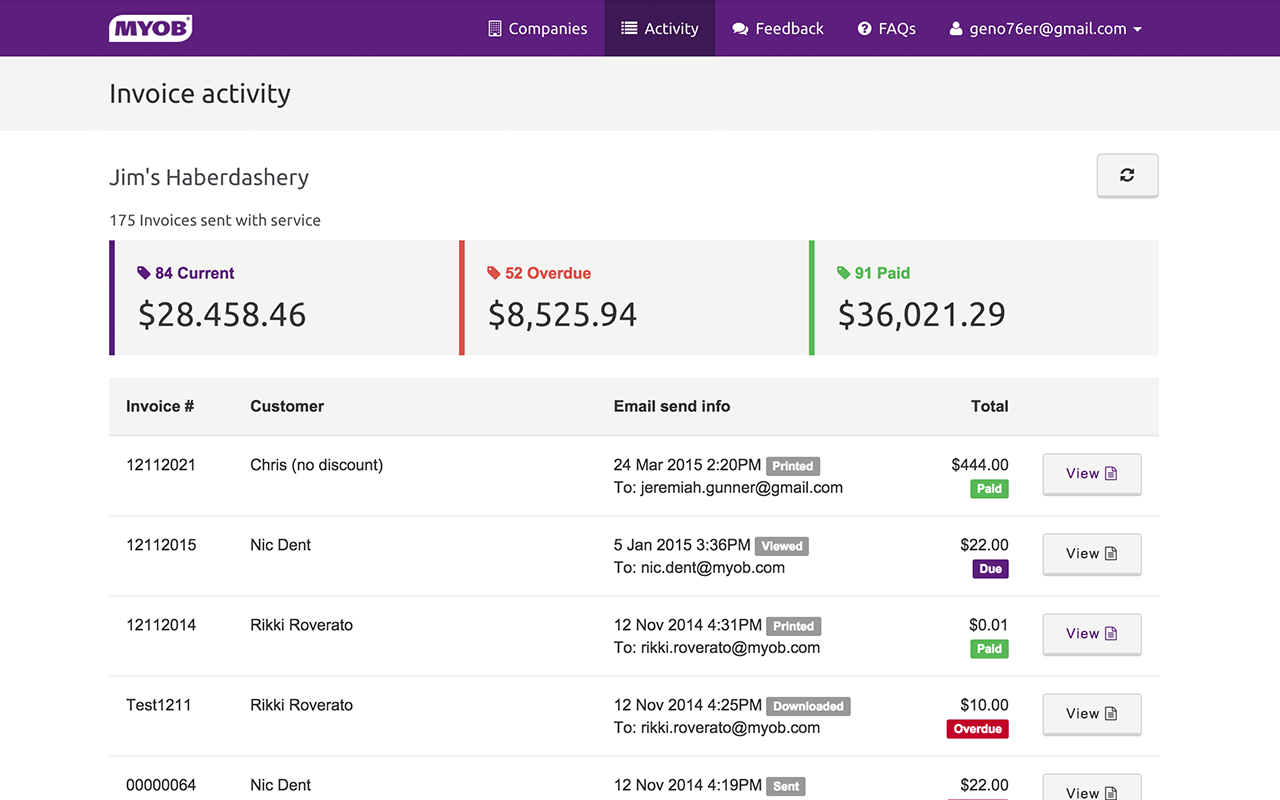 MYOB Companies Activity Feedback FAQs geno76er@gmail.com
Invoice activity
Jim's Haberdashery
175 Invoices sent with service
84 Current 52 Overdue 91 Paid
$28.458.46 $8,525.94 $36,021.29
Invoice # Customer Email send info Total
12112021 Chris (no discount) 24 Mar 2015 2:20PM Printed $444.00
To: jeremiah.gunner@gmail.com Paid View
12112015 Nic Dent 5 Jan 2015 3:36PM Viewed $22.00
To: nic.dent@myob.com Due View
12112014 Rikki Roverato 12 Nov 2014 4:31PM Printed $0.01
To: rikki.roverato@myob.com Paid View
Test1211 Rikki Roverato 12 Nov 2014 4:25PM Downloaded $10.00
To: rikki.roverato@myob.com Overdue View
00000064 Nic Dent 12 Nov 2014 4:19PM Sent $22.00
View